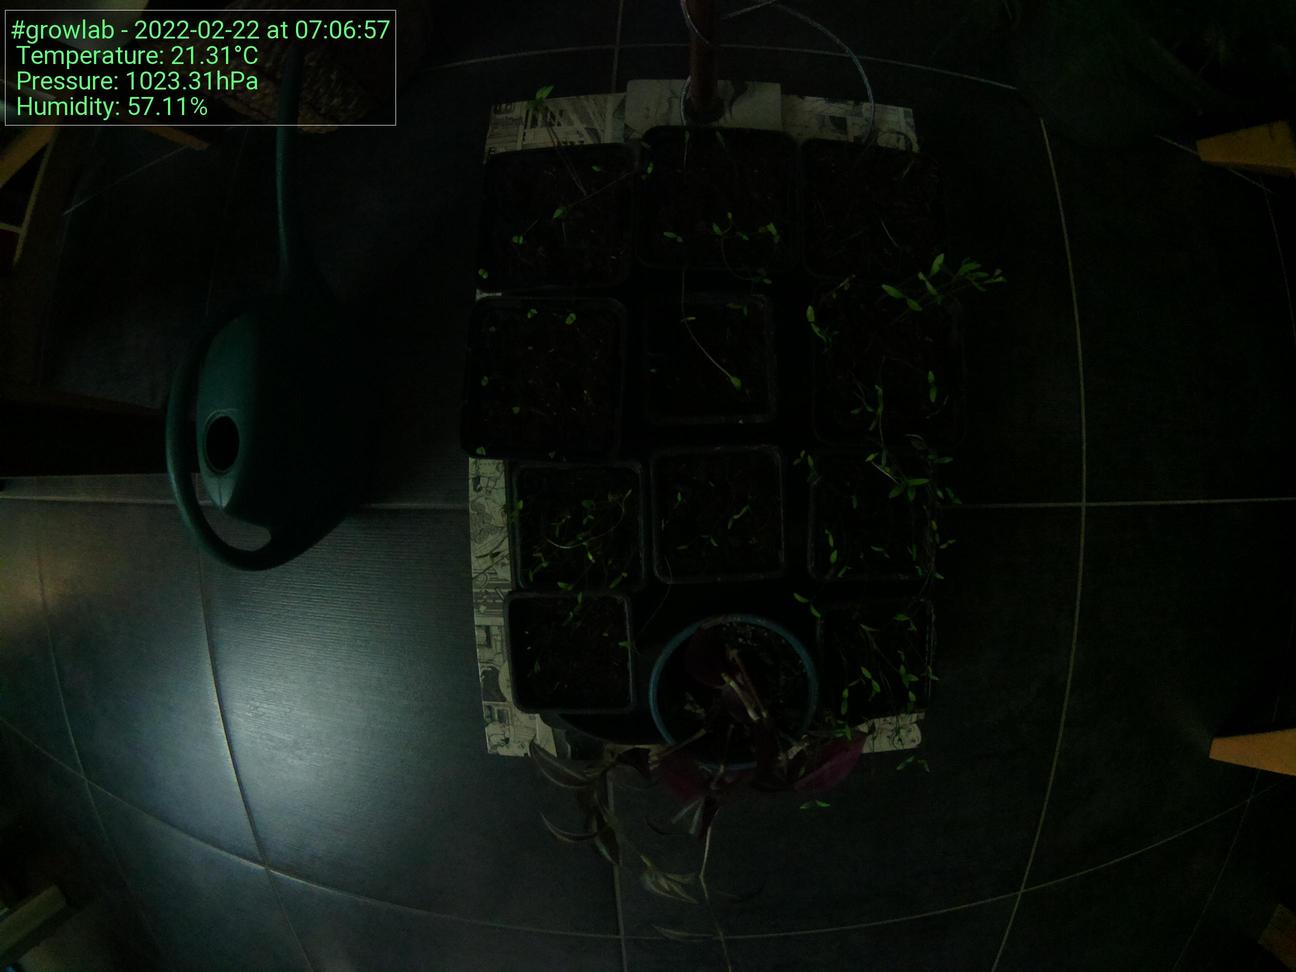 #growlab - 2022-02-22 at 07:06:57
Temperature: 21.31°C
Pressure: 1023.31hPa
Humidity: 57.11%